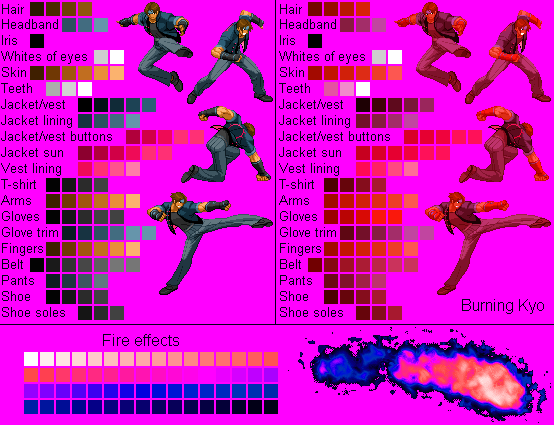 Hair
Headband
Iris
Whites of eyes
Skin
Teeth
Jacket/vest
Jacket lining
Jacket/vest buttons
Jacket sun
Vest lining
T-shirt
Arms
Gloves
Glove trim
Fingers
Belt
Pants
Shoe
Shoe soles
Hair
Headband
Iris
Whites of eyes
Skin
Teeth
Jacket/vest
Jacket lining
Jacket/vest buttons
Jacket sun
Vest lining
T-shirt
Arms
Gloves
Glove trim
Fingers
Belt
Pants
Shoe
Shoe soles
Burning Kyo
Fire effects